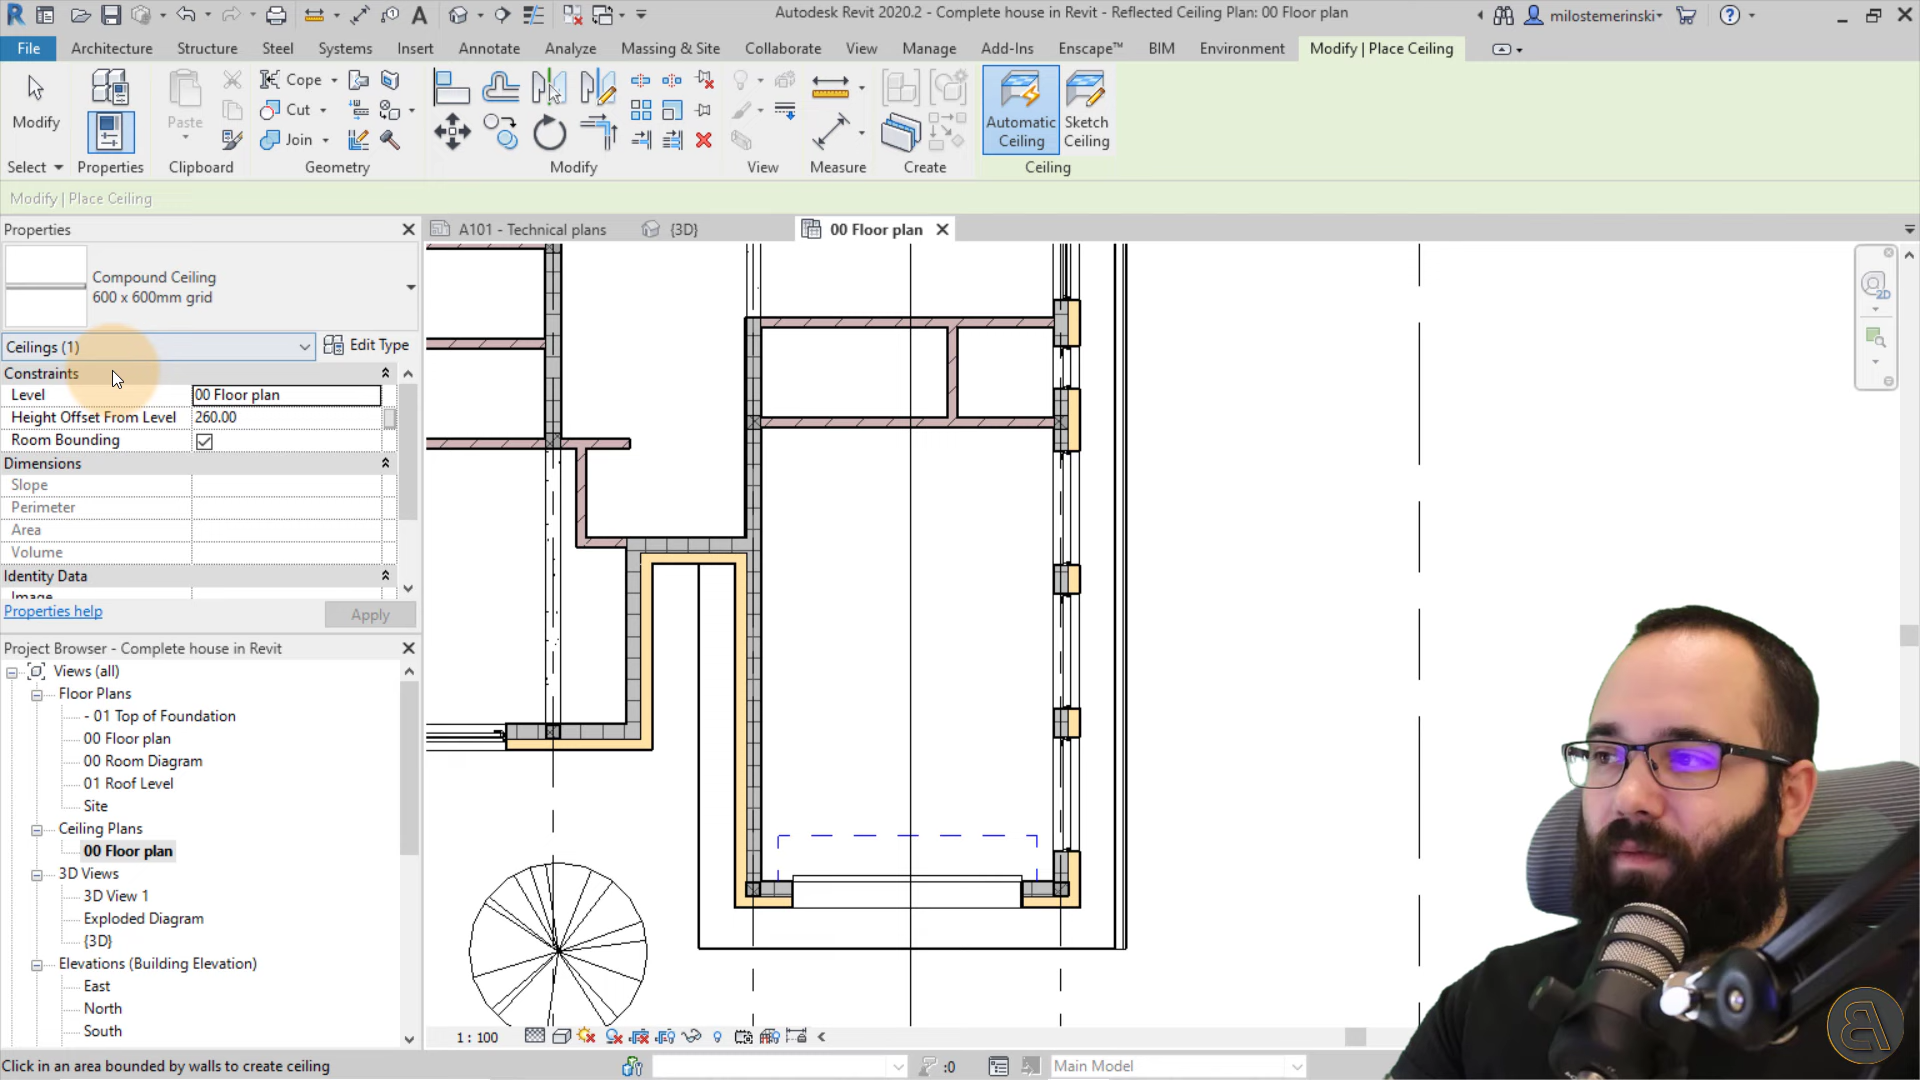 Autodesk Revit 2020.2 - Complete house in Revit - Reflected Ceiling Plan: 00 Floor plan
milostemerinski
File Architecture Structure Steel Systems Insert Annotate Analyze Massing & Site Collaborate View Manage Add-Ins Enscape™ BIM Environment Modify | Place Ceiling
Modify
Paste
Cope
Cut
Join
Automatic Ceiling
Sketch Ceiling
Select Properties Clipboard Geometry Modify View Measure Create Ceiling
Modify | Place Ceiling
Properties
A101 - Technical plans
{3D}
00 Floor plan
Compound Ceiling
600 x 600mm grid
Ceilings (1)
Edit Type
Constraints
Level 00 Floor plan
Height Offset From Level 260.00
Room Bounding
Dimensions
Slope
Perimeter
Area
Volume
Identity Data
Image
Properties help
Apply
Project Browser - Complete house in Revit
Views (all)
Floor Plans
- 01 Top of Foundation
00 Floor plan
00 Room Diagram
01 Roof Level
Site
Ceiling Plans
00 Floor plan
3D Views
3D View 1
Exploded Diagram
{3D}
Elevations (Building Elevation)
East
North
South
1 : 100
Click in an area bounded by walls to create ceiling
:0
Main Model
2D